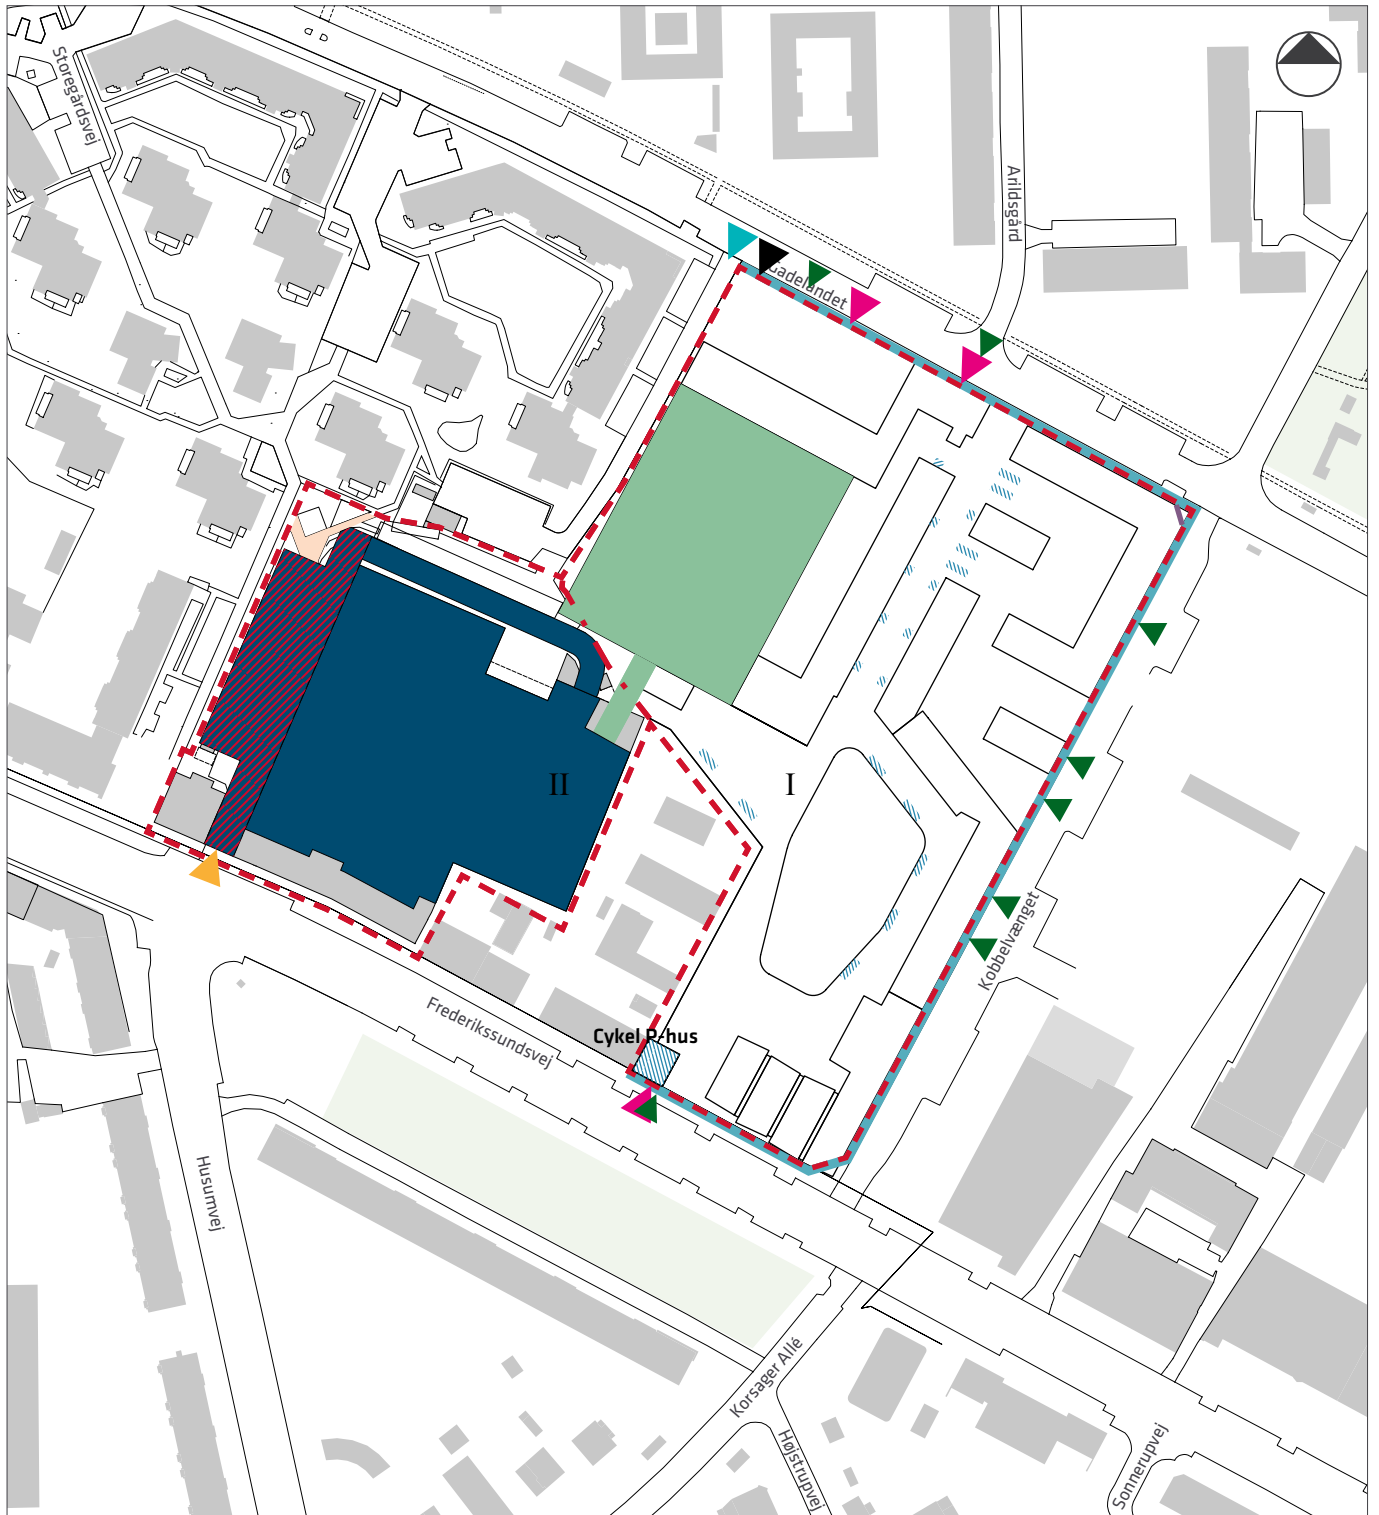 Storegårdsvej
Arildsgård
Gadelandet
II
I
Kobbelvænget
Cykel P-hus
Frederikssundsvej
Husumvej
Korsager Allé
Højstrupvej
Sonnerupvej